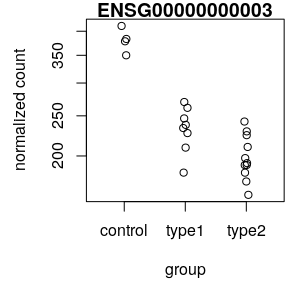 ENSG00000000003
normalized count
350
250
200
control type1 type2
group